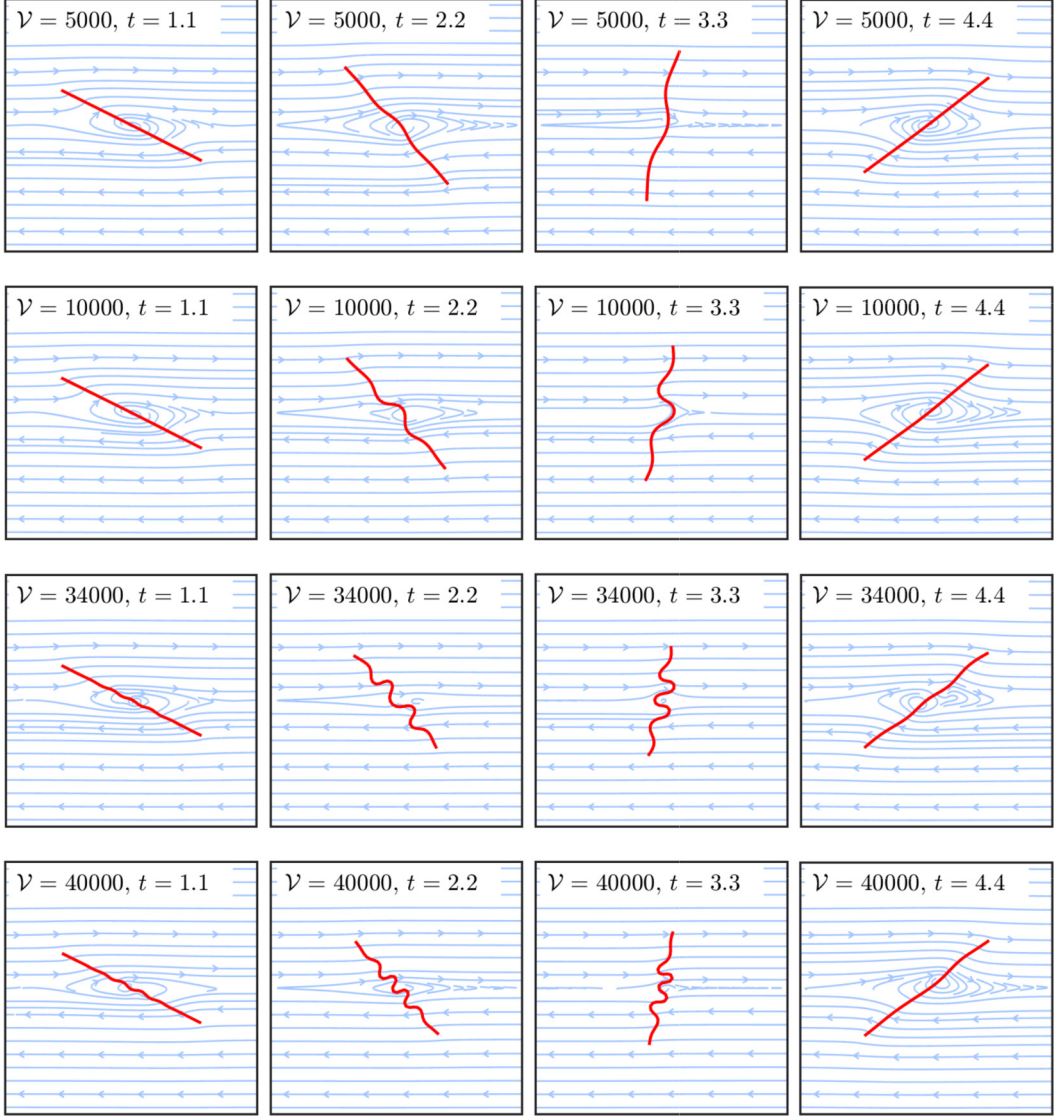 𝒱 = 5000, t = 1.1
𝒱 = 5000, t = 2.2
𝒱 = 5000, t = 3.3
𝒱 = 5000, t = 4.4
𝒱 = 10000, t = 1.1
𝒱 = 10000, t = 2.2
𝒱 = 10000, t = 3.3
𝒱 = 10000, t = 4.4
𝒱 = 34000, t = 1.1
𝒱 = 34000, t = 2.2
𝒱 = 34000, t = 3.3
𝒱 = 34000, t = 4.4
𝒱 = 40000, t = 1.1
𝒱 = 40000, t = 2.2
𝒱 = 40000, t = 3.3
𝒱 = 40000, t = 4.4